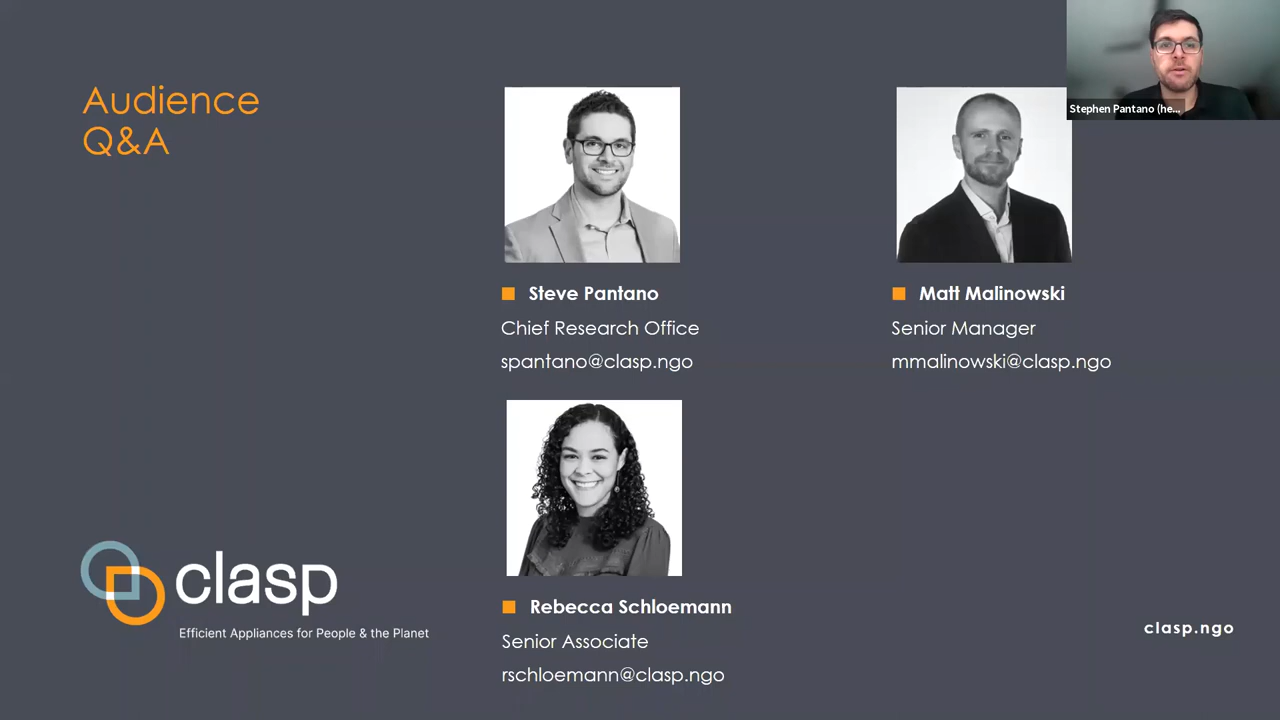 Audience
Q&A
Stephen Pantano (he...
Steve Pantano
Chief Research Office
spantano@clasp.ngo
Matt Malinowski
Senior Manager
mmalinowski@clasp.ngo
Rebecca Schloemann
Senior Associate
rschloemann@clasp.ngo
clasp
Efficient Appliances for People & the Planet
clasp.ngo